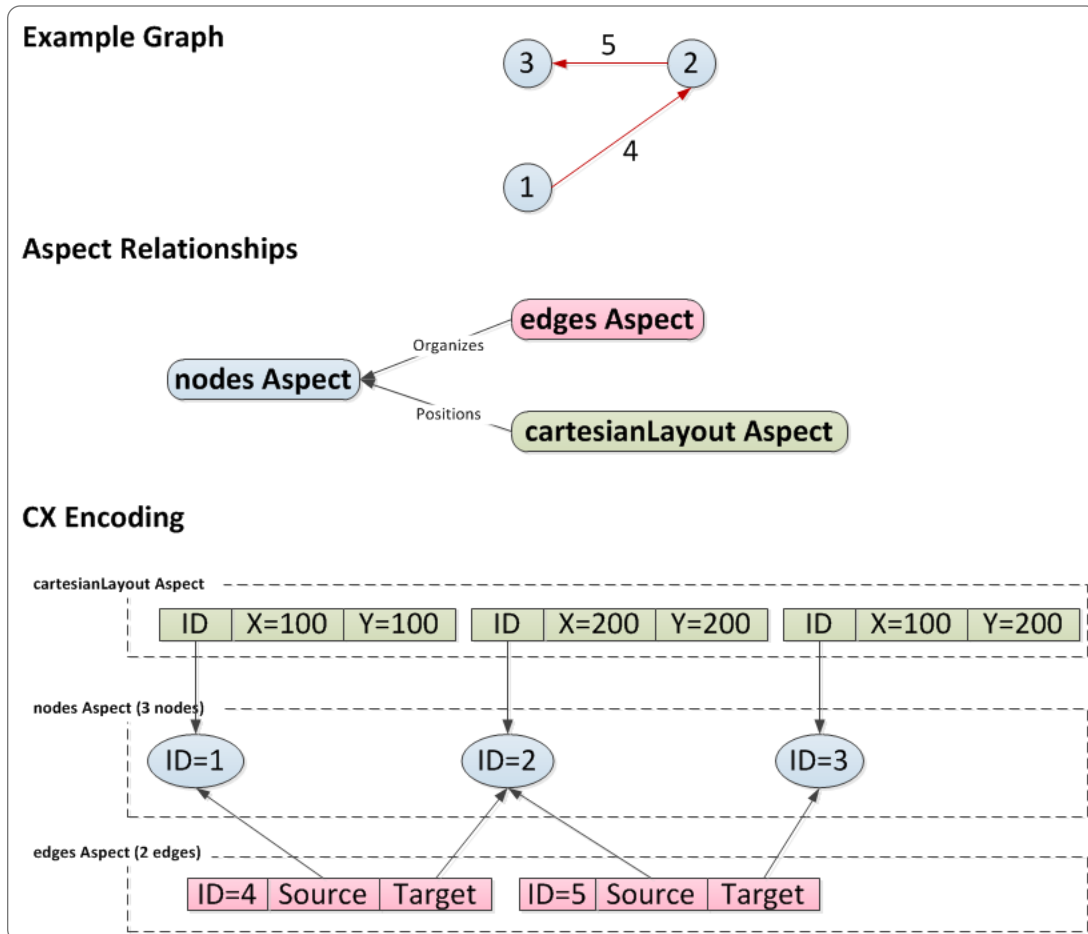 Example Graph
3
5
2
4
1
Aspect Relationships
edges Aspect
Organizes
nodes Aspect
Positions
cartesianLayout Aspect
CX Encoding
cartesianLayout Aspect
ID X=100 Y=100 ID X=200 Y=200 ID X=100 Y=200
nodes Aspect (3 nodes)
ID=1 ID=2 ID=3
edges Aspect (2 edges)
ID=4 Source Target ID=5 Source Target